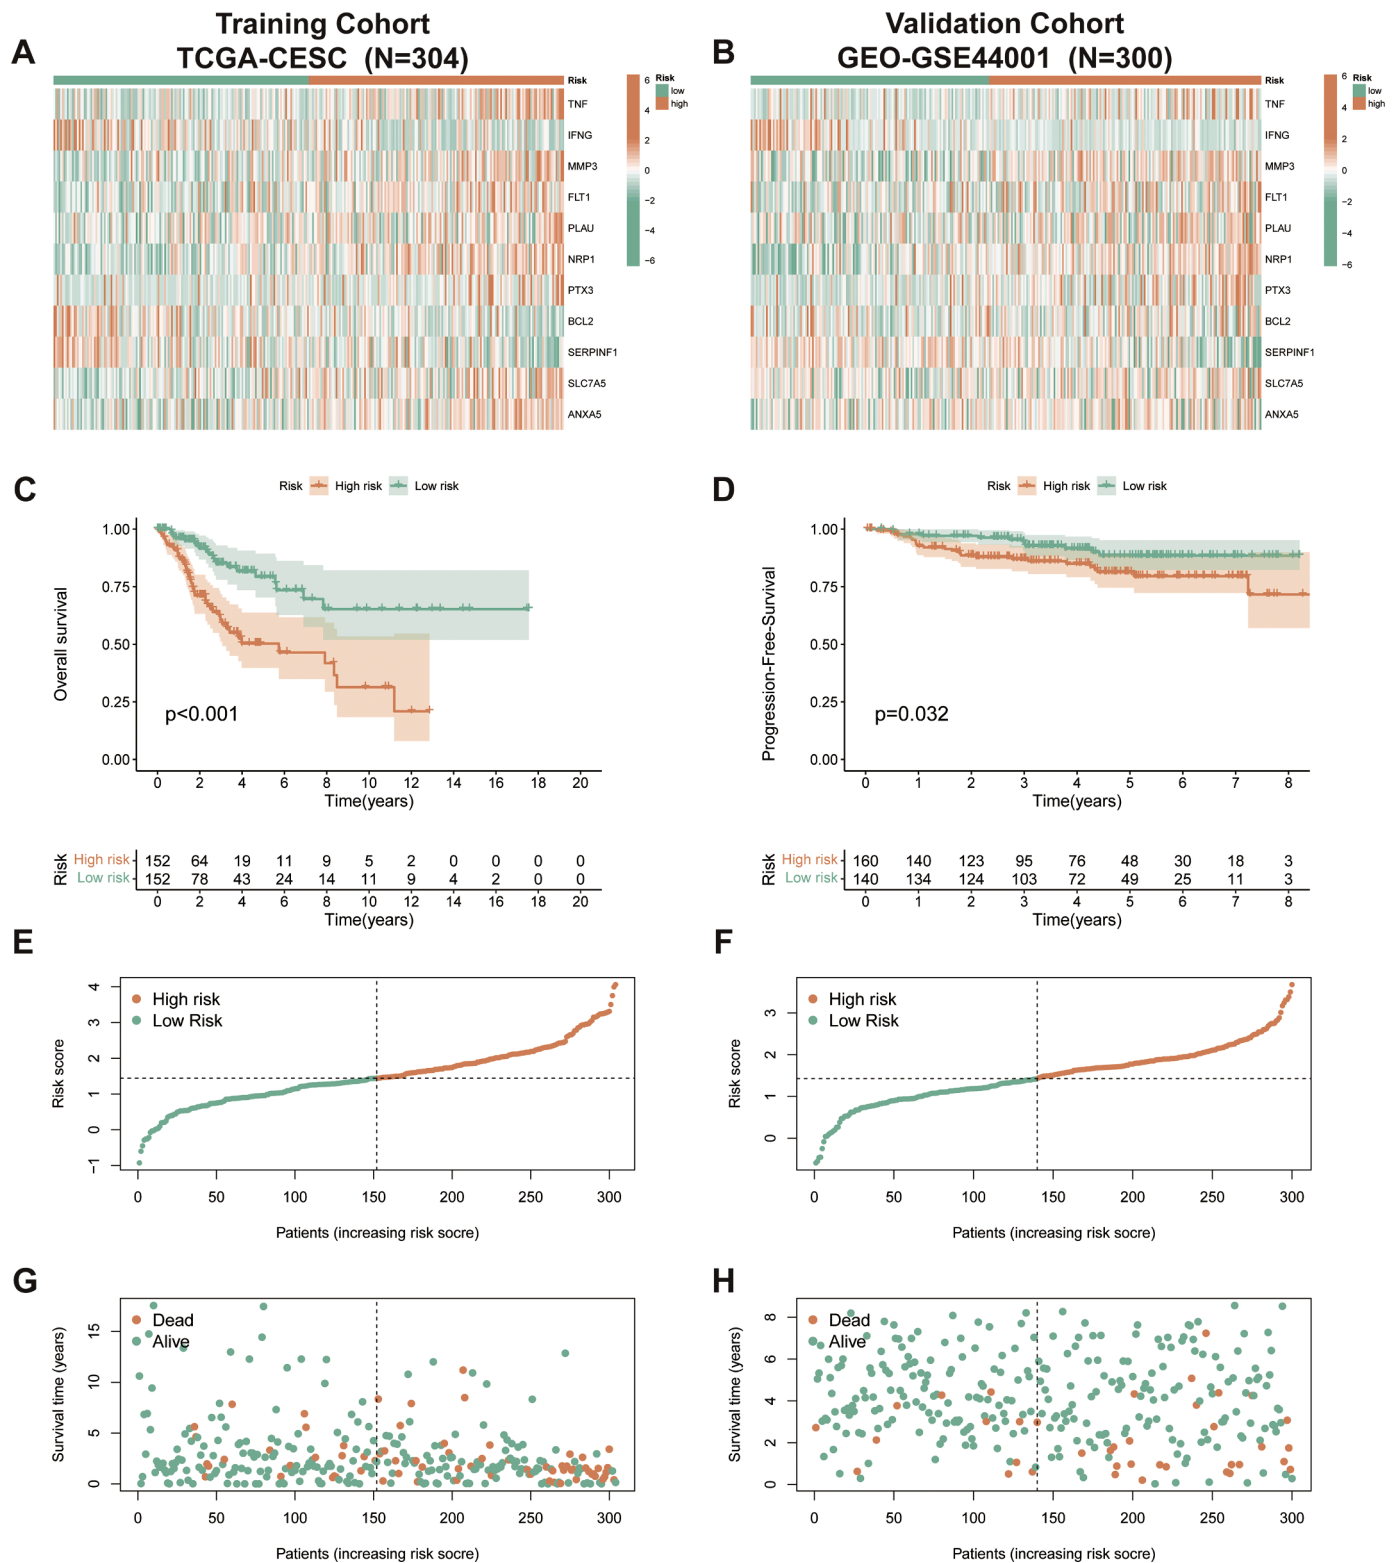 Training Cohort
TCGA-CESC (N=304)
A
Risk
TNF
IFNG
MMP3
FLT1
PLAU
NRP1
PTX3
BCL2
SERPINF1
SLC7A5
ANXA5
6
4
2
0
−2
−4
−6
Risk
low
high
Validation Cohort
GEO-GSE44001 (N=300)
B
Risk
TNF
IFNG
MMP3
FLT1
PLAU
NRP1
PTX3
BCL2
SERPINF1
SLC7A5
ANXA5
6
4
2
0
−2
−4
−6
Risk
low
high
C
Risk High risk Low risk
Overall survival
1.00
0.75
0.50
0.25
0.00
p<0.001
0 2 4 6 8 10 12 14 16 18 20
Time(years)
Risk
High risk 152 64 19 11 9 5 2 0 0 0 0
Low risk 152 78 43 24 14 11 9 4 2 0 0
0 2 4 6 8 10 12 14 16 18 20
Time(years)
D
Risk High risk Low risk
Progression-Free-Survival
1.00
0.75
0.50
0.25
0.00
p=0.032
0 1 2 3 4 5 6 7 8
Time(years)
Risk
High risk 160 140 123 95 76 48 30 18 3
Low risk 140 134 124 103 72 49 25 11 3
0 1 2 3 4 5 6 7 8
Time(years)
E
Risk score
4
3
2
1
0
−1
High risk
Low Risk
0 50 100 150 200 250 300
Patients (increasing risk socre)
F
Risk score
3
2
1
0
High risk
Low Risk
0 50 100 150 200 250 300
Patients (increasing risk socre)
G
Survival time (years)
15
10
5
0
Dead
Alive
0 50 100 150 200 250 300
Patients (increasing risk socre)
H
Survival time (years)
8
6
4
2
0
Dead
Alive
0 50 100 150 200 250 300
Patients (increasing risk socre)